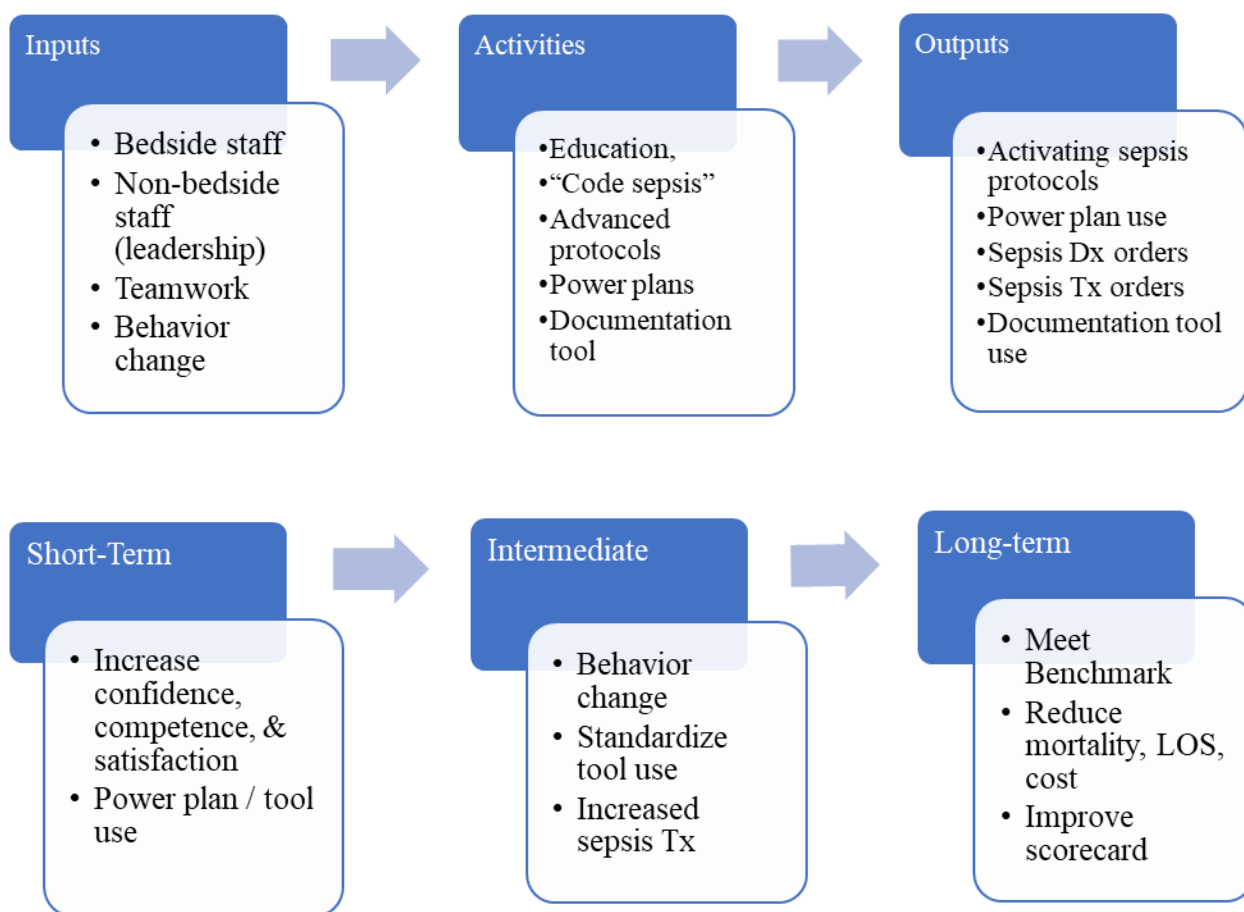 Inputs
• Bedside staff
• Non-bedside
staff
(leadership)
• Teamwork
• Behavior
change
Activities
•Education,
•“Code sepsis”
•Advanced
protocols
•Power plans
•Documentation
tool
Outputs
•Activating sepsis
protocols
•Power plan use
•Sepsis Dx orders
•Sepsis Tx orders
•Documentation tool
use
Short-Term
• Increase
confidence,
competence, &
satisfaction
• Power plan / tool
use
Intermediate
• Behavior
change
• Standardize
tool use
• Increased
sepsis Tx
Long-term
• Meet
Benchmark
• Reduce
mortality, LOS,
cost
• Improve
scorecard